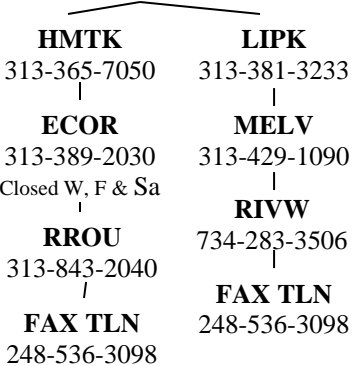 HMTK
313-365-7050
ECOR
313-389-2030
Closed W, F & Sa
RROU
313-843-2040
FAX TLN
248-536-3098
LIPK
313-381-3233
MELV
313-429-1090
RIVW
734-283-3506
FAX TLN
248-536-3098